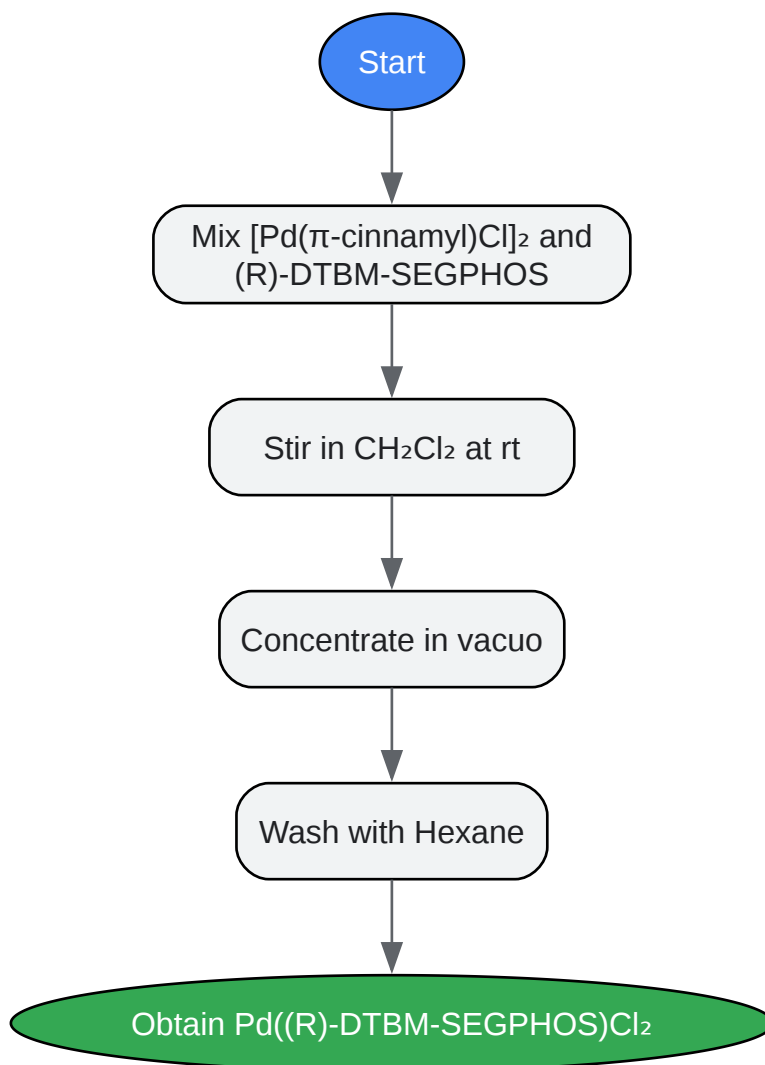 Start
Mix [Pd(π-cinnamyl)Cl]₂ and
(R)-DTBM-SEGPHOS
Stir in CH₂Cl₂ at rt
Concentrate in vacuo
Wash with Hexane
Obtain Pd((R)-DTBM-SEGPHOS)Cl₂